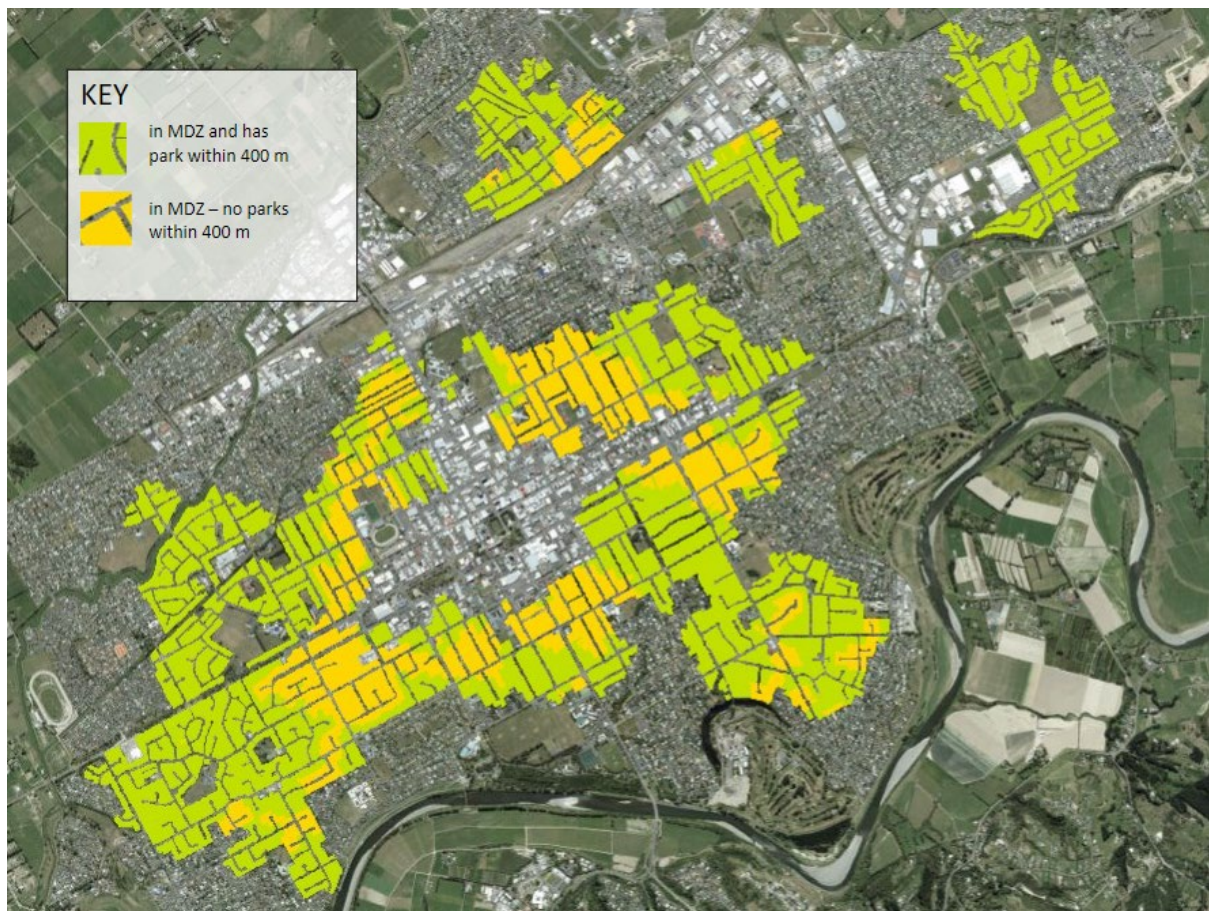 KEY
in MDZ and has
park within 400 m
in MDZ – no parks
within 400 m